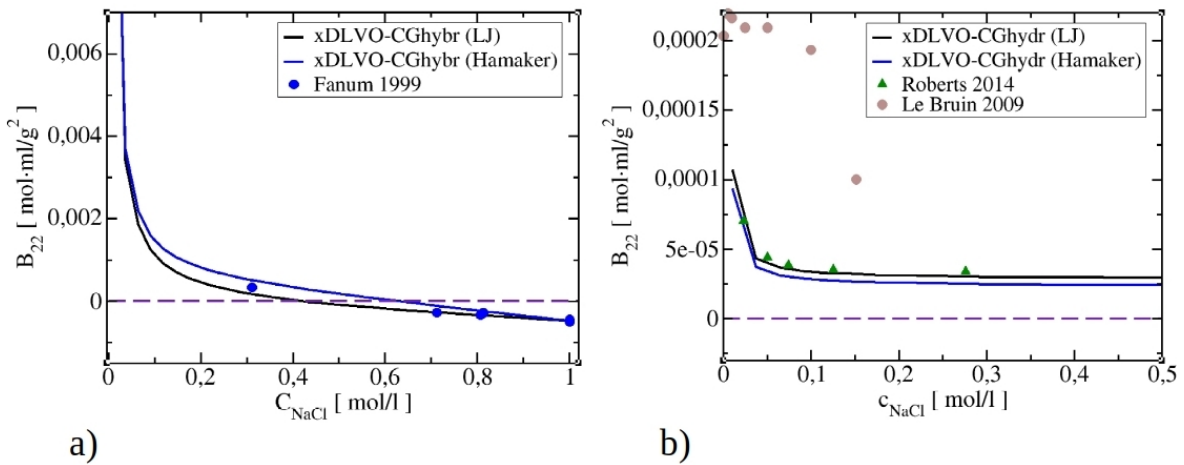 0,006
0,004
0,002
0
B22 [ mol·ml/g2 ]
xDLVO-CGhybr (LJ)
xDLVO-CGhybr (Hamaker)
Fanum 1999
0 0,2 0,4 0,6 0,8 1
CNaCl [ mol/l ]
a)
0,0002
0,00015
0,0001
5e-05
0
B22 [ mol·ml/g2 ]
xDLVO-CGhydr (LJ)
xDLVO-CGhydr (Hamaker)
Roberts 2014
Le Bruin 2009
0 0,1 0,2 0,3 0,4 0,5
cNaCl [ mol/l ]
b)